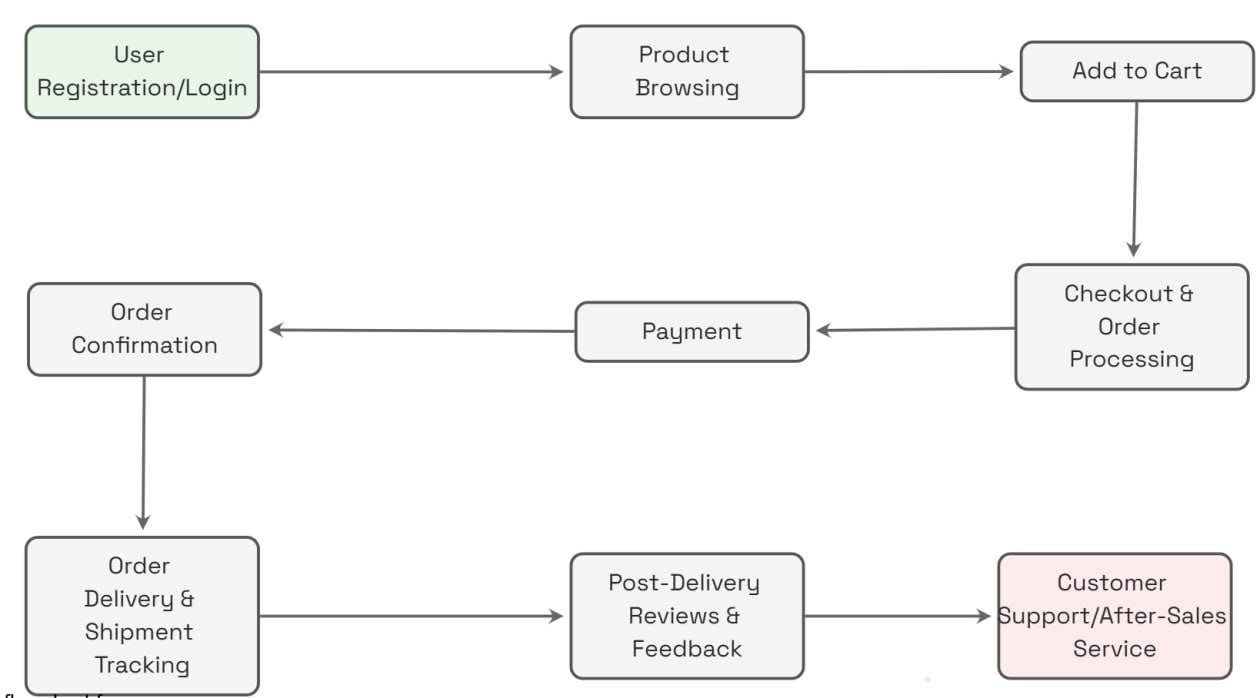 User
Registration/Login
Product
Browsing
Add to Cart
Checkout &
Order
Processing
Payment
Order
Confirmation
Order
Delivery &
Shipment
Tracking
Post-Delivery
Reviews &
Feedback
Customer
Support/After-Sales
Service